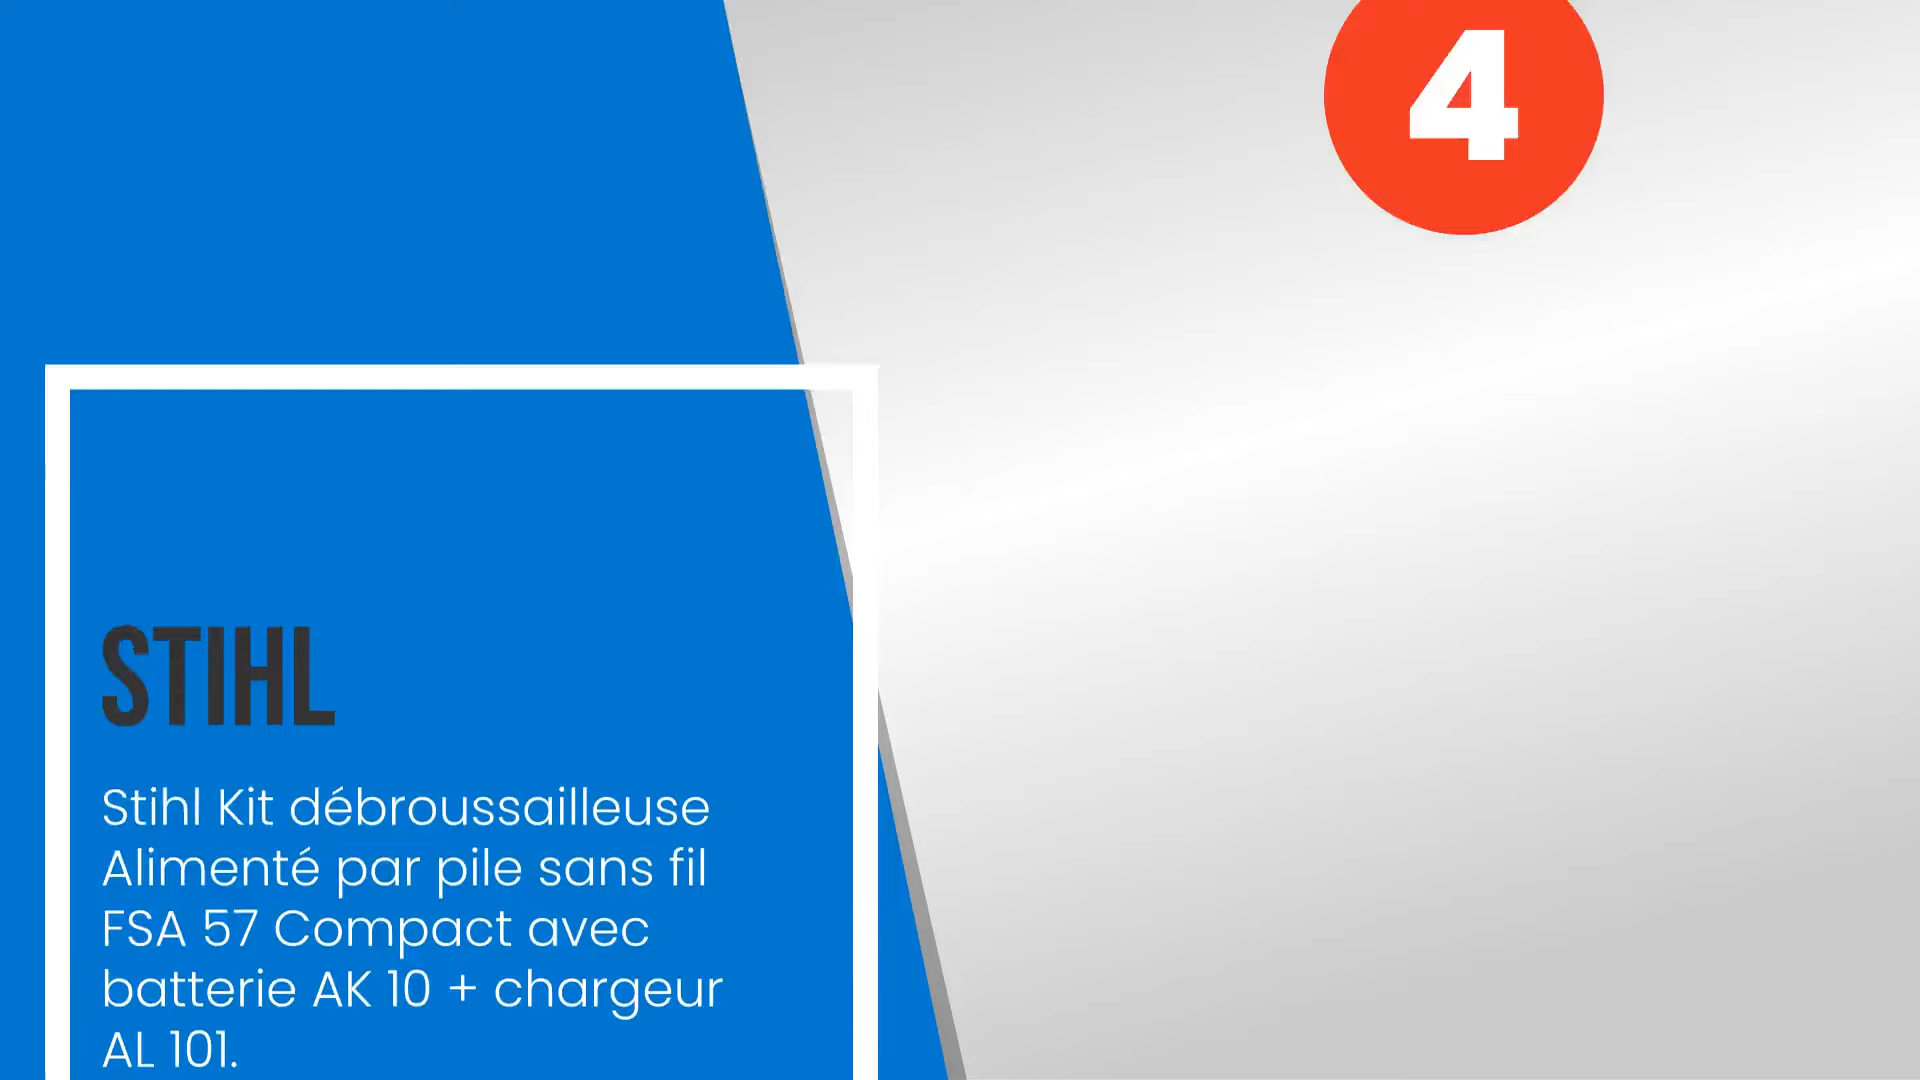 4
STIHL
Stihl Kit débroussailleuse
Alimenté par pile sans fil
FSA 57 Compact avec
batterie AK 10 + chargeur
AL 101.